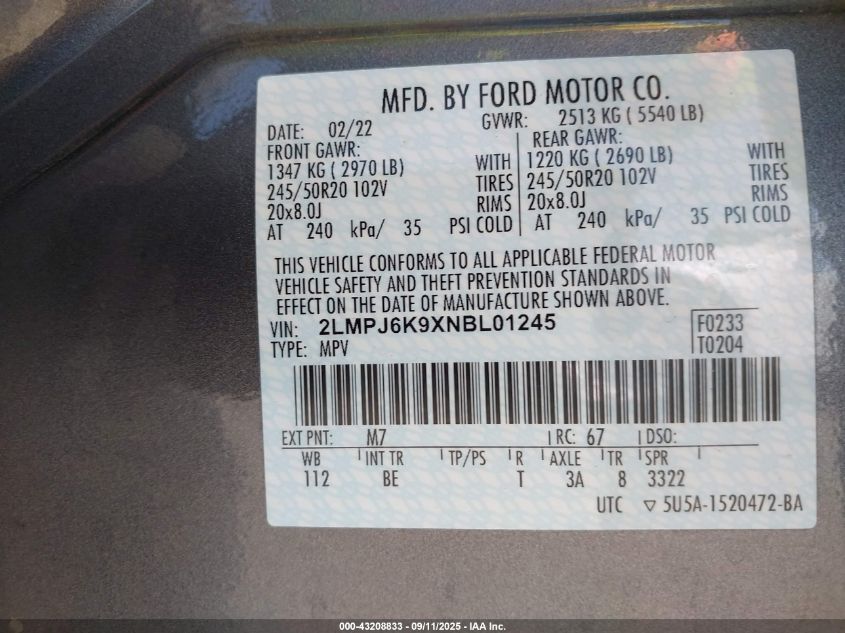 MFD. BY FORD MOTOR CO.
DATE: 02/22 GVWR: 2513 KG ( 5540 LB)
FRONT GAWR: REAR GAWR:
1347 KG ( 2970 LB) WITH 1220 KG ( 2690 LB) WITH
245/50R20 102V TIRES 245/50R20 102V TIRES
20x8.0J RIMS 20x8.0J RIMS
AT 240 kPa/ 35 PSI COLD AT 240 kPa/ 35 PSI COLD
THIS VEHICLE CONFORMS TO ALL APPLICABLE FEDERAL MOTOR
VEHICLE SAFETY AND THEFT PREVENTION STANDARDS IN
EFFECT ON THE DATE OF MANUFACTURE SHOWN ABOVE.
VIN: 2LMPJ6K9XNBL01245 F0233
TYPE: MPV T0204
EXT PNT: M7 RC: 67 DSO:
WB INT TR TP/PS R AXLE TR SPR
112 BE T 3A 8 3322
UTC ▽ 5U5A-1520472-BA
000-43208833 - 09/11/2025 - IAA Inc.